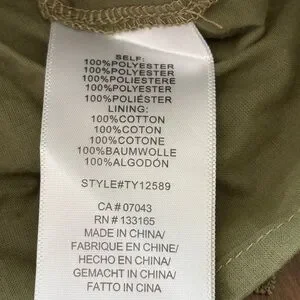 SELF:
100%POLYESTER
100%POLYESTER
100%POLIESTERE
100%POLYESTER
100%POLIÉSTER
LINING:
100%COTTON
100%COTON
100%COTONE
100%BAUMWOLLE
100%ALGODÓN
STYLE#TY12589
CA # 07043
RN # 133165
MADE IN CHINA/
FABRIQUE EN CHINE/
HECHO EN CHINA/
GEMACHT IN CHINA/
FATTO IN CINA